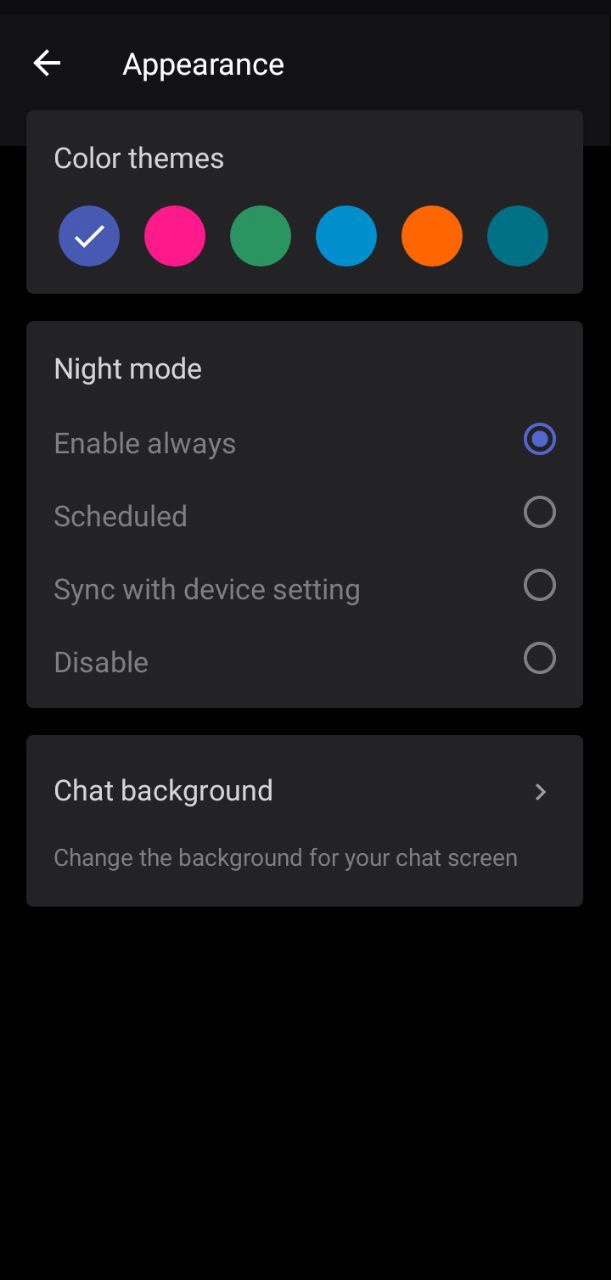 Appearance
Color themes
Night mode
Enable always
Scheduled
Sync with device setting
Disable
Chat background
Change the background for your chat screen